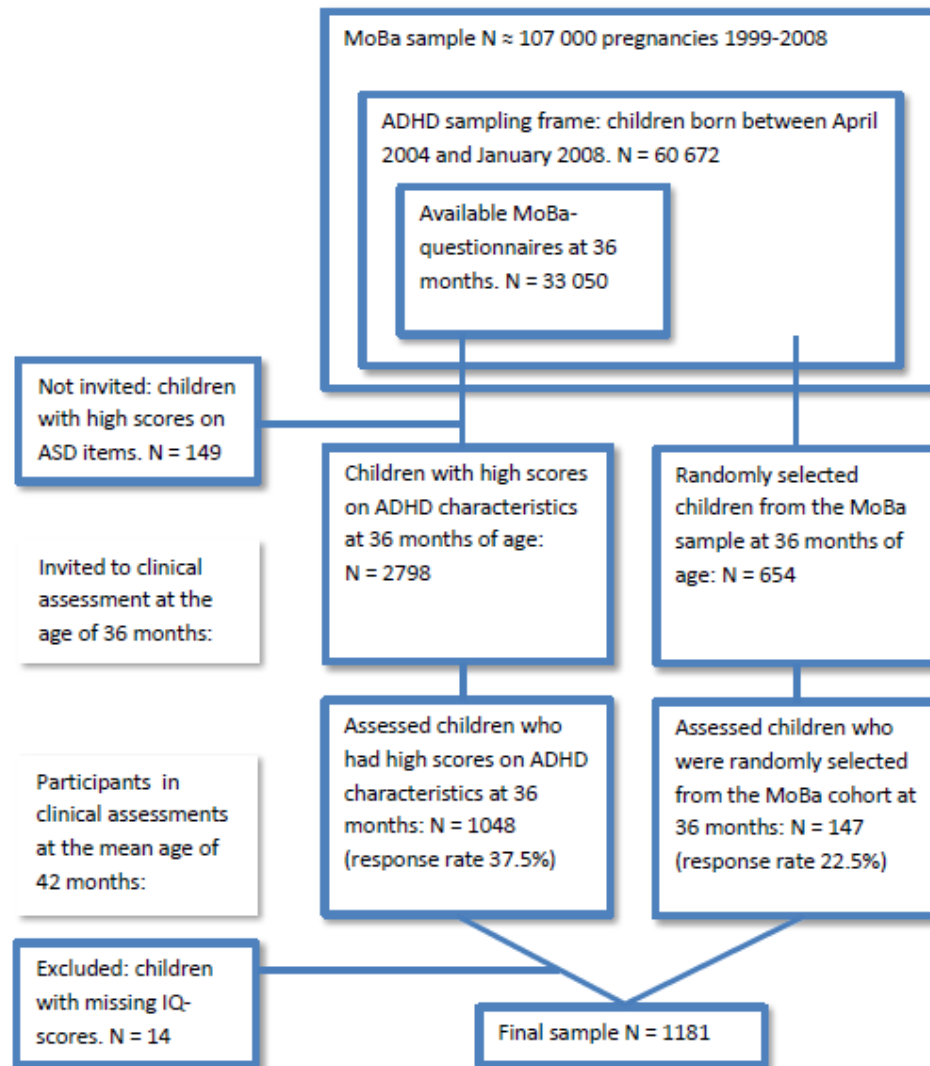 MoBa sample N ≈ 107 000 pregnancies 1999-2008
ADHD sampling frame: children born between April
2004 and January 2008. N = 60 672
Available MoBa-
questionnaires at 36
months. N = 33 050
Not invited: children
with high scores on
ASD items. N = 149
Children with high scores
on ADHD characteristics
at 36 months of age:
N = 2798
Randomly selected
children from the MoBa
sample at 36 months of
age: N = 654
Invited to clinical
assessment at the
age of 36 months:
Assessed children who
had high scores on ADHD
characteristics at 36
months: N = 1048
(response rate 37.5%)
Assessed children who
were randomly selected
from the MoBa cohort at
36 months: N = 147
(response rate 22.5%)
Participants in
clinical assessments
at the mean age of
42 months:
Excluded: children
with missing IQ-
scores. N = 14
Final sample N = 1181